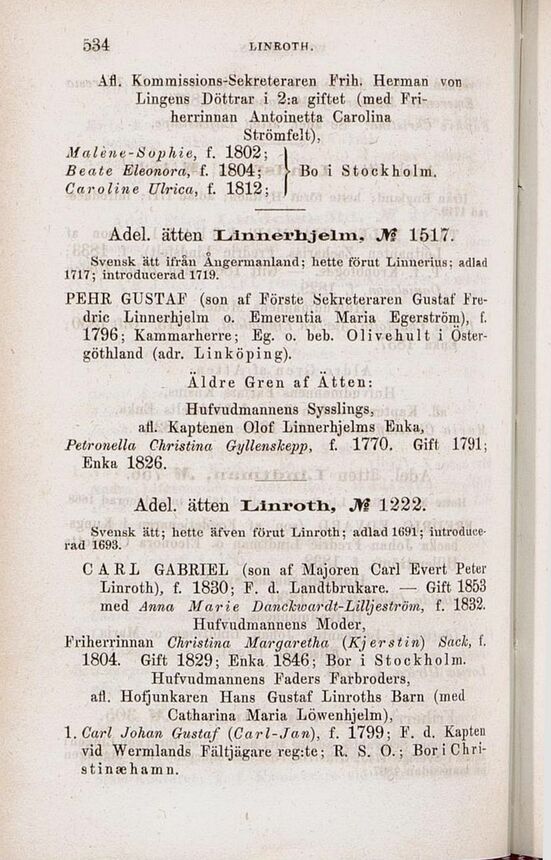 534
LINROTH.
Afl. Kommissions-Sekreteraren Frih. Herman von
Lingens Döttrar i 2:a giftet (med Fri-
herrinnan Antoinetta Carolina
Strömfelt),
Malène-Sophie, f. 1802;
Beate Eleonora, f. 1804;
Caroline Ulrica, f. 1812;
Bo i Stockholm.
Adel. ätten Linnerhjelm, № 1517.
Svensk ätt ifrån Ångermanland; hette förut Linnerius; adlad
1717; introducerad 1719.
PEHR GUSTAF (son af Förste Sekreteraren Gustaf Fre-
dric Linnerhjelm o. Emerentia Maria Egerström), f.
1796; Kammarherre; Eg. o. beb. Olivehult i Öster-
göthland (adr. Linköping).
Äldre Gren af Ätten:
Hufvudmannens Sysslings,
afl. Kaptenen Olof Linnerhjelms Enka,
Petronella Christina Gyllenskepp, f. 1770. Gift 1791;
Enka 1826.
Adel. ätten Linroth, № 1222.
Svensk ätt; hette äfven förut Linroth; adlad 1691; introduce-
rad 1693.
CARL GABRIEL (son af Majoren Carl Evert Peter
Linroth), f. 1830; F. d. Landtbrukare. — Gift 1853
med Anna Marie Danckwardt-Lilljeström, f. 1832.
Hufvudmannens Moder,
Friherrinnan Christina Margaretha (Kjerstin) Sack, f.
1804. Gift 1829; Enka 1846; Bor i Stockholm.
Hufvudmannens Faders Farbroders,
afl. Hofjunkaren Hans Gustaf Linroths Barn (med
Catharina Maria Löwenhjelm),
1. Carl Johan Gustaf (Carl-Jan), f. 1799; F. d. Kapten
vid Wermlands Fältjägare reg:te; R. S. O.; Bor i Chri-
stinæhamn.